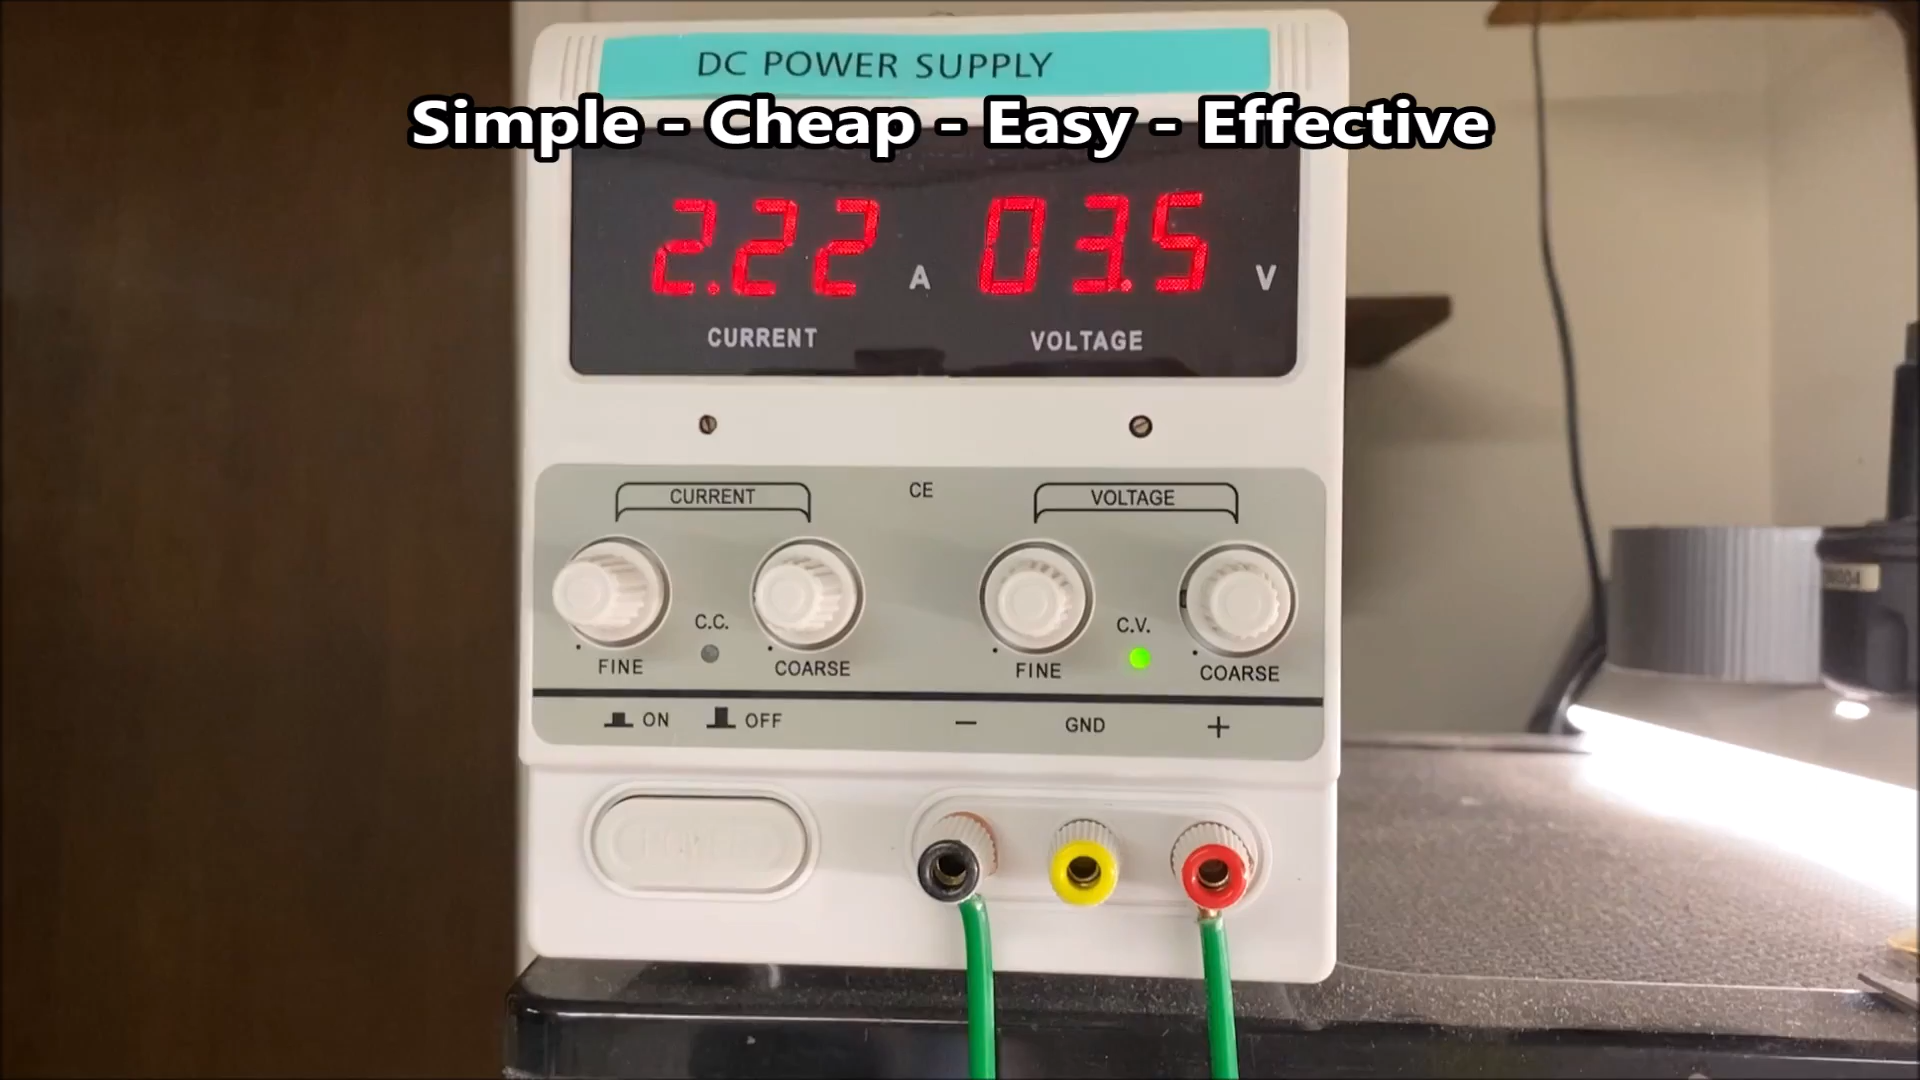 DC POWER SUPPLY
Simple - Cheap - Easy - Effective
2.22 A 03.5 V
CURRENT VOLTAGE
CURRENT CE VOLTAGE
C.C. C.V.
FINE COARSE FINE COARSE
ON OFF − GND +